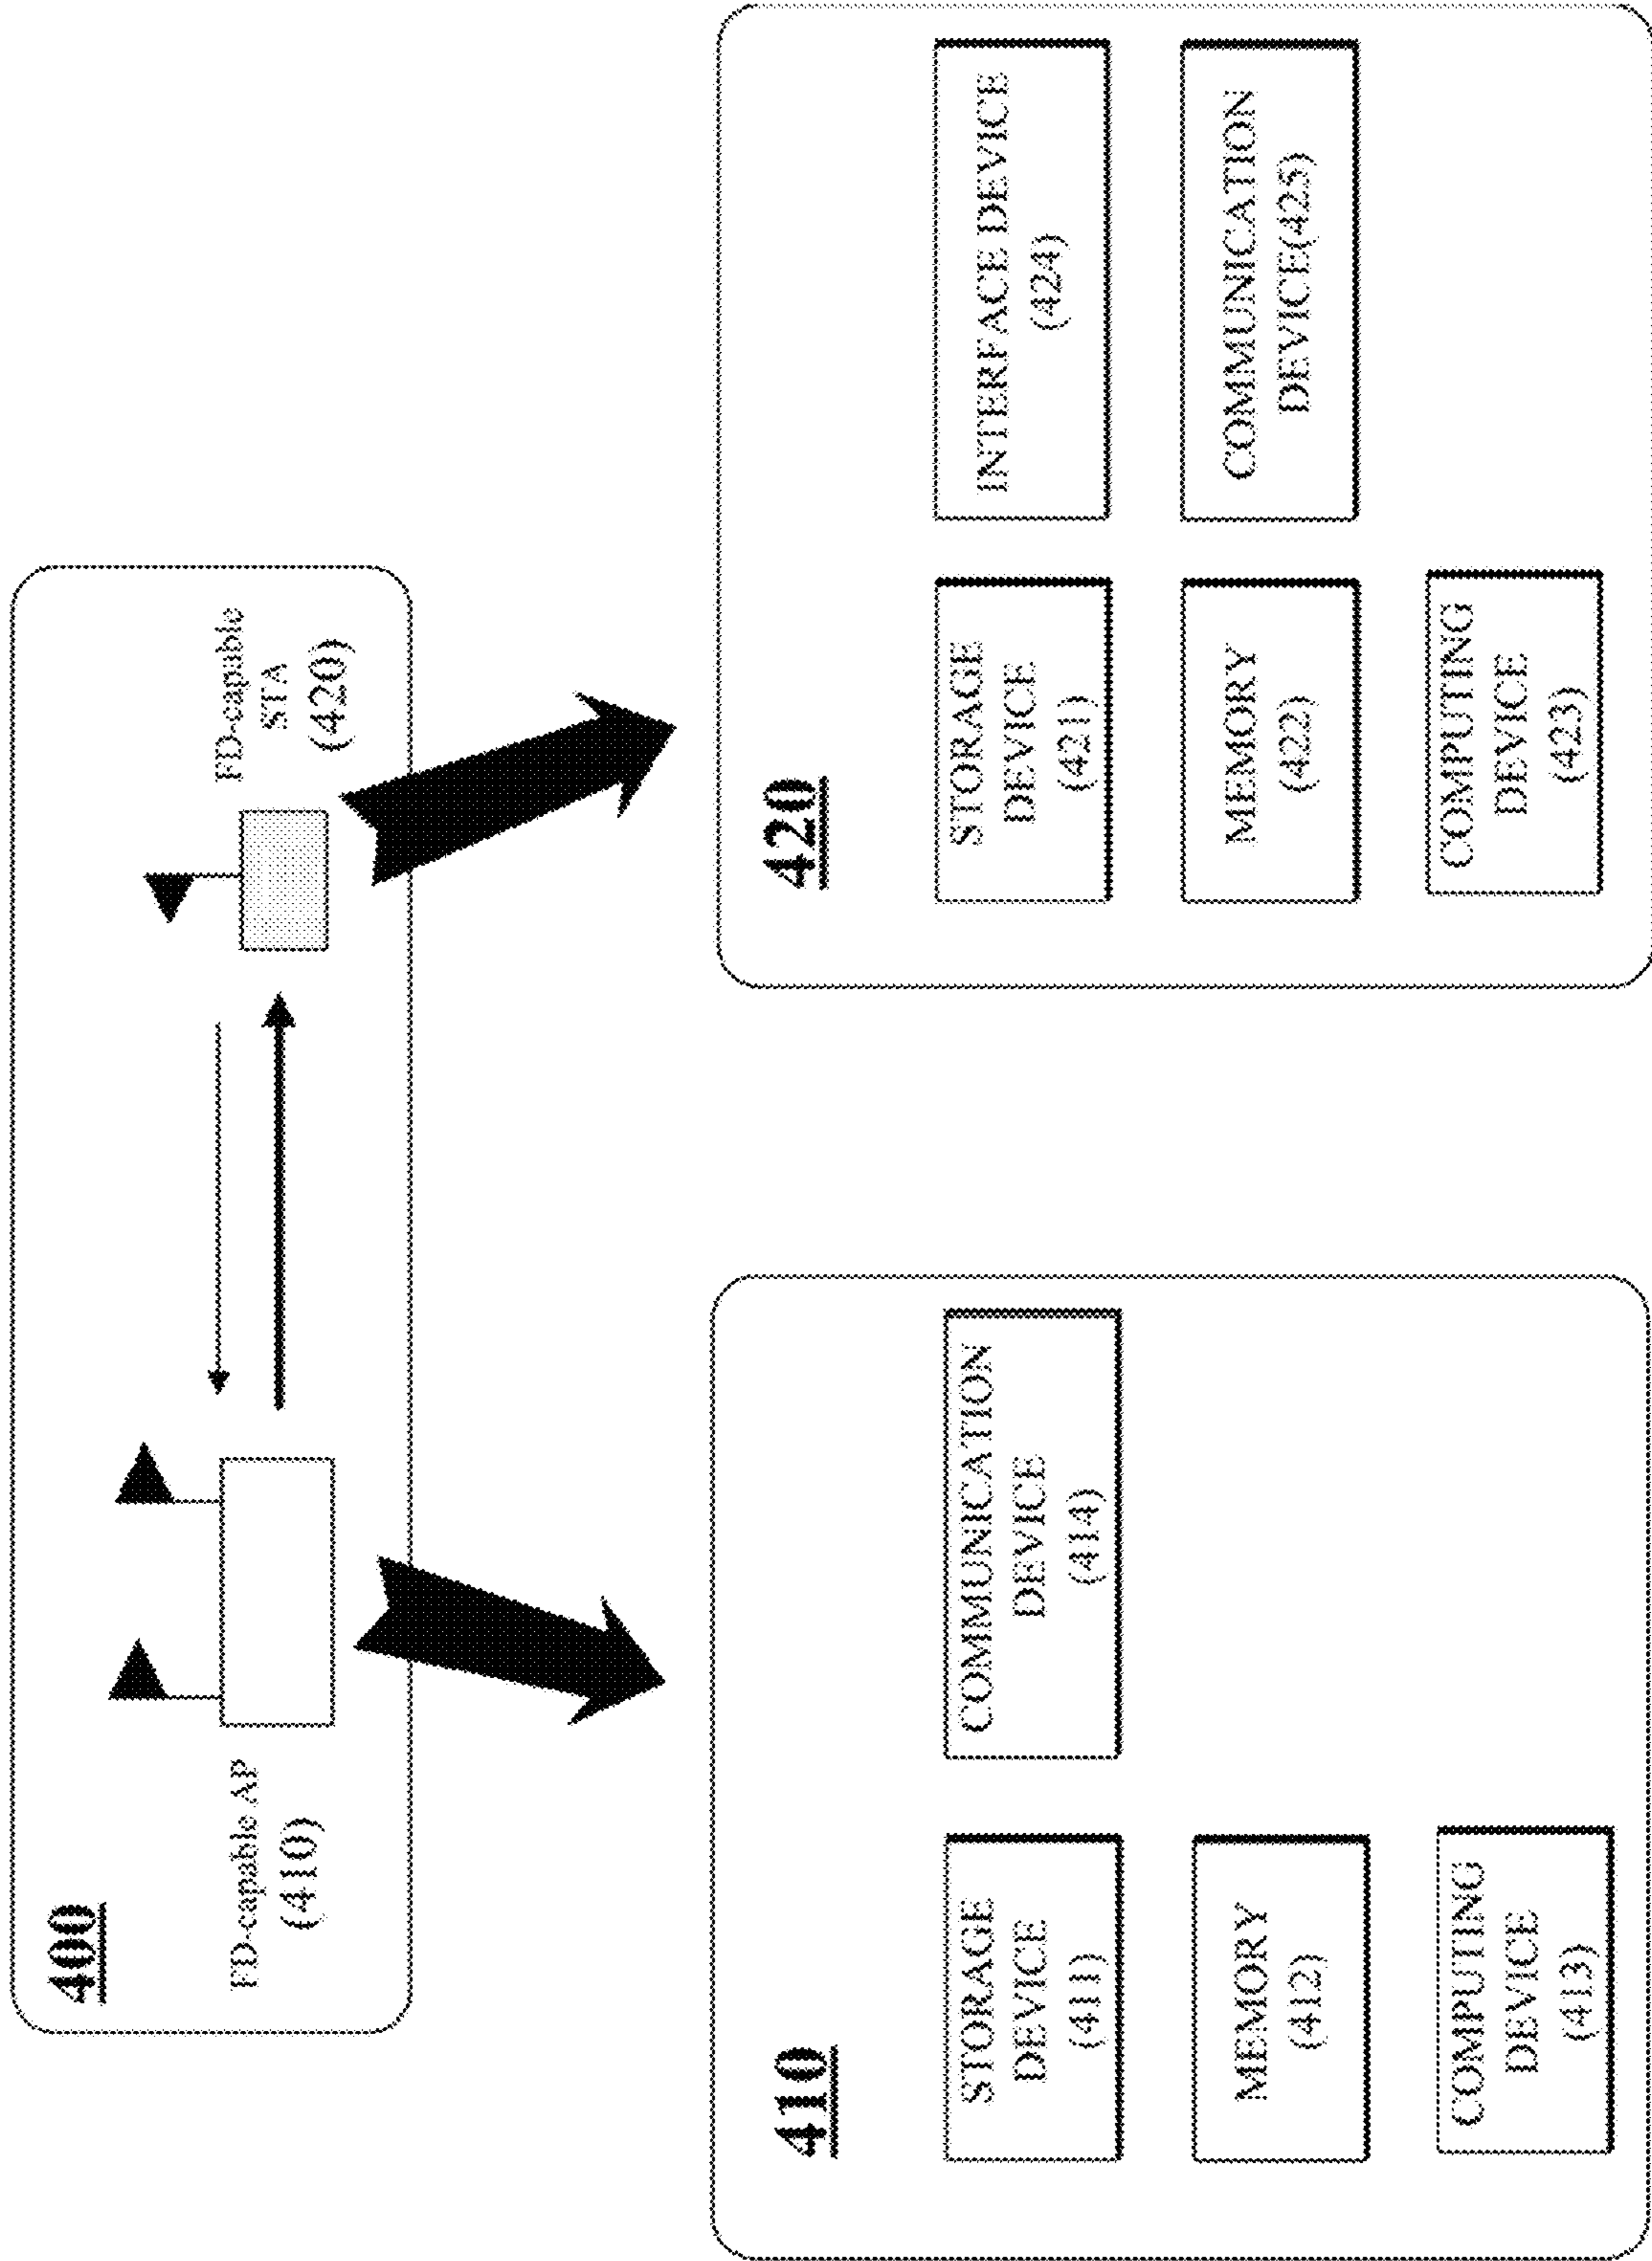 400
FD-capable AP
(410)
FD-capable
STA
(420)
410
STORAGE
DEVICE
(411)
COMMUNICATION
DEVICE
(414)
MEMORY
(412)
COMPUTING
DEVICE
(413)
420
STORAGE
DEVICE
(421)
INTERFACE DEVICE
(424)
MEMORY
(422)
COMMUNICATION
DEVICE(425)
COMPUTING
DEVICE
(423)